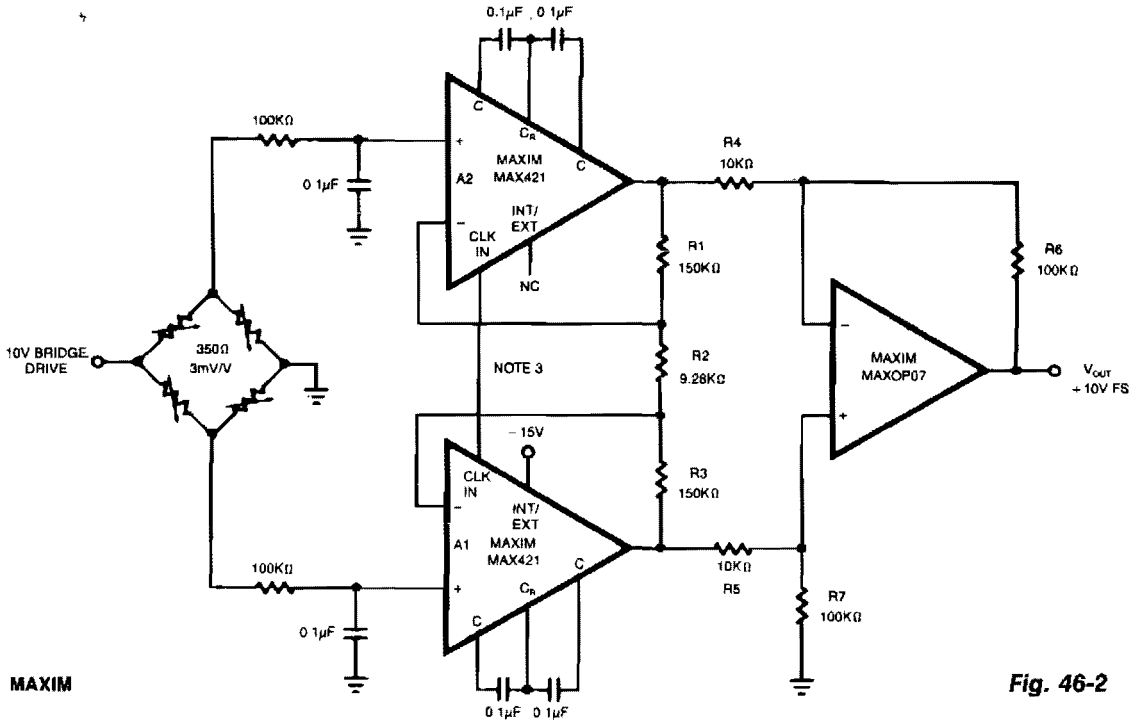 0.1µF , 0 1µF
C
C_R
C
100KΩ
+
MAXIM
MAX421
A2
0 1µF
INT/
EXT
−
CLK
IN
NC
R4
10KΩ
R1
150KΩ
R6
100KΩ
10V BRIDGE
DRIVE
350Ω
3mV/V
NOTE 3
R2
9.28KΩ
−
MAXIM
MAXOP07
+
V_OUT
+10V FS
−15V
CLK
IN
−
INT/
EXT
A1
MAXIM
MAX421
R3
150KΩ
100KΩ
+
C_R
C
C
10KΩ
R5
R7
100KΩ
0 1µF
0 1µF 0 1µF
MAXIM
Fig. 46-2